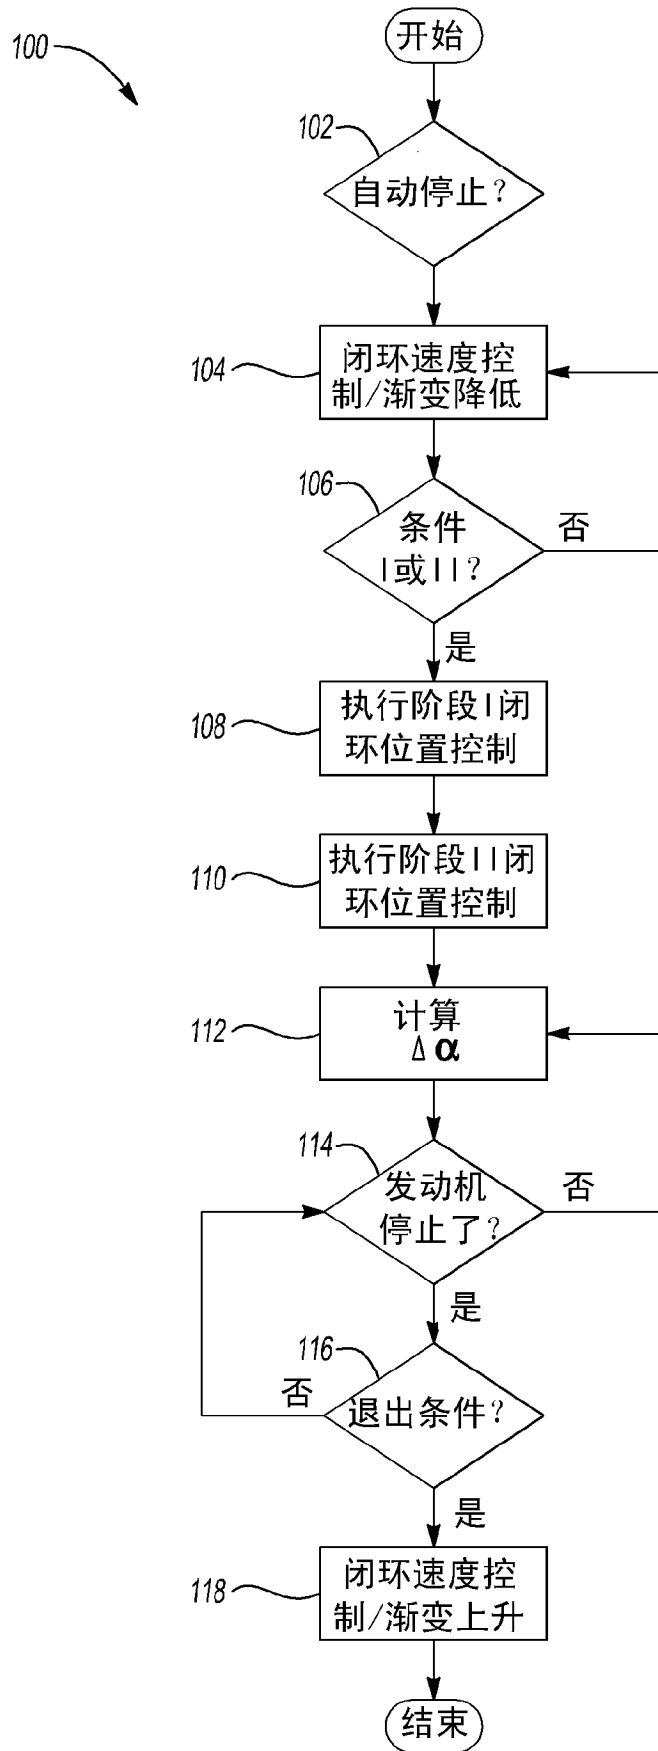 开始
100
102
自动停止?
104
闭环速度控
制/渐变降低
106
条件
I或II?
否
是
108
执行阶段I闭
环位置控制
110
执行阶段II闭
环位置控制
112
计算
Δα
114
发动机
停止了?
否
是
116
否
退出条件?
是
118
闭环速度控
制/渐变上升
结束